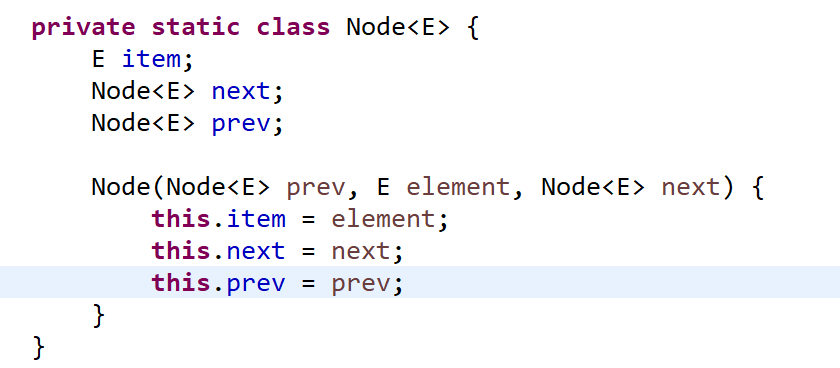 private static class Node<E> {
    E item;
    Node<E> next;
    Node<E> prev;

    Node(Node<E> prev, E element, Node<E> next) {
        this.item = element;
        this.next = next;
        this.prev = prev;
    }
}